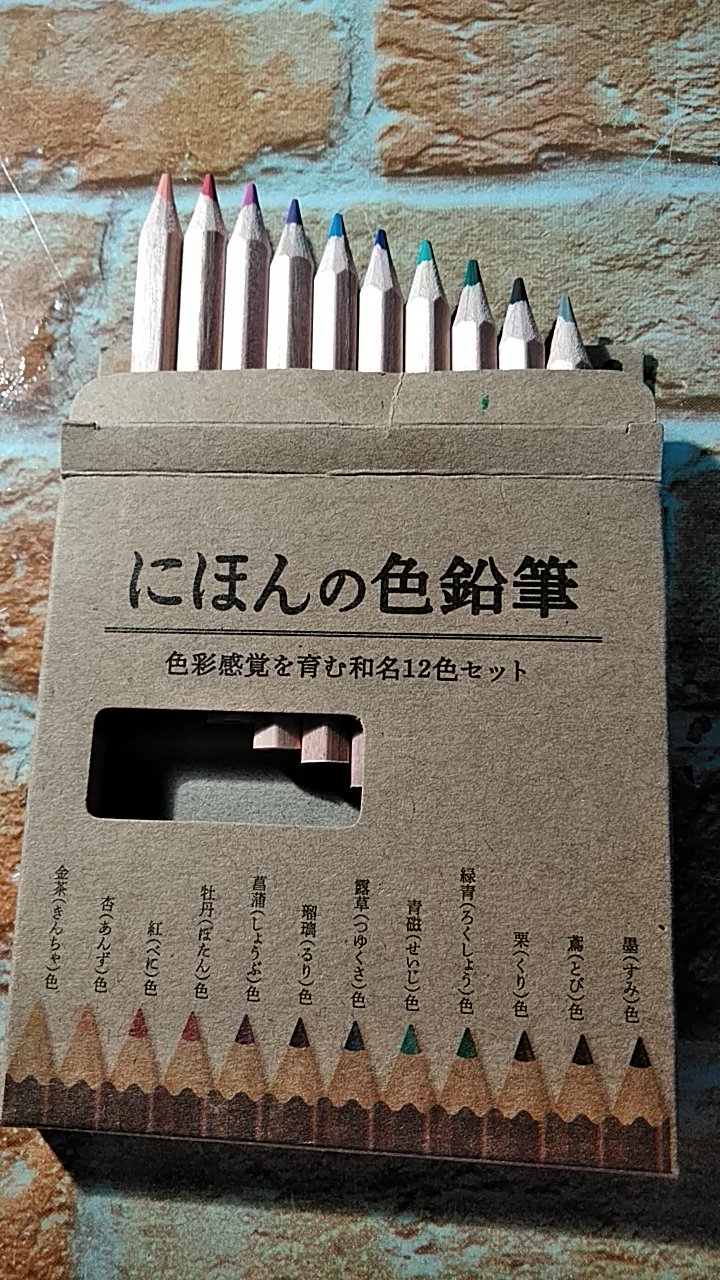 にほんの色鉛筆
色彩感覚を育む和名12色セット
金茶(きんちゃ)色
杏(あんず)色
紅(べに)色
牡丹(ぼたん)色
菖蒲(しょうぶ)色
瑠璃(るり)色
露草(つゆくさ)色
青磁(せいじ)色
緑青(ろくしょう)色
栗(くり)色
鳶(とび)色
墨(すみ)色